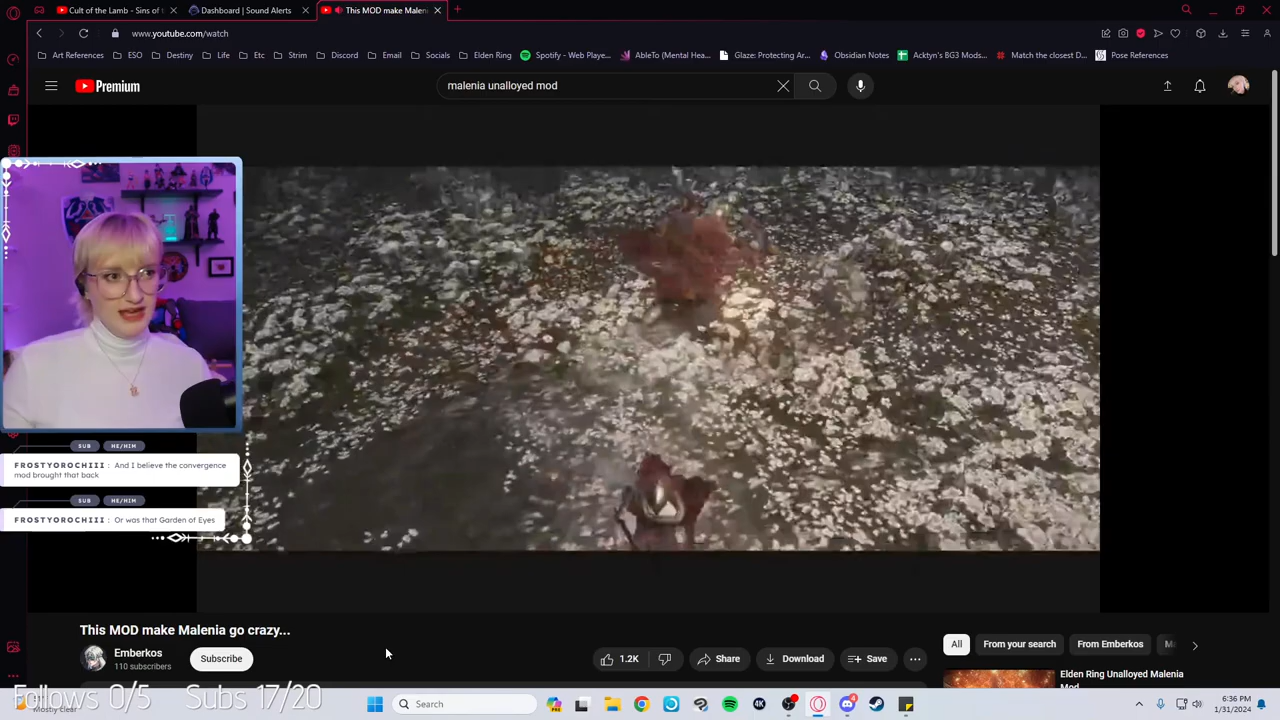 Cult of the Lamb - Sins of
Dashboard | Sound Alerts
This MOD make Malen
www.youtube.com/watch
Art References
ESO
Destiny
Life
Etc
Strim
Discord
Email
Socials
Elden Ring
Spotify - Web Playe...
AbleTo (Mental Hea...
Glaze: Protecting Ar...
Obsidian Notes
Acktyn's BG3 Mods...
Match the closest D...
Pose References
Premium
malenia unalloyed mod
SUB HE/HIM
FROSTYOROCHIII : And I believe the convergence
mod brought that back
SUB HE/HIM
FROSTYOROCHIII : Or was that Garden of Eyes
This MOD make Malenia go crazy...
Emberkos
110 subscribers
Subscribe
1.2K
Share
Download
Save
All
From your search
From Emberkos
Elden Ring Unalloyed Malenia
Mod
Follows 0/5 Subs 17/20
Mostly clear
Search
6:36 PM
1/31/2024